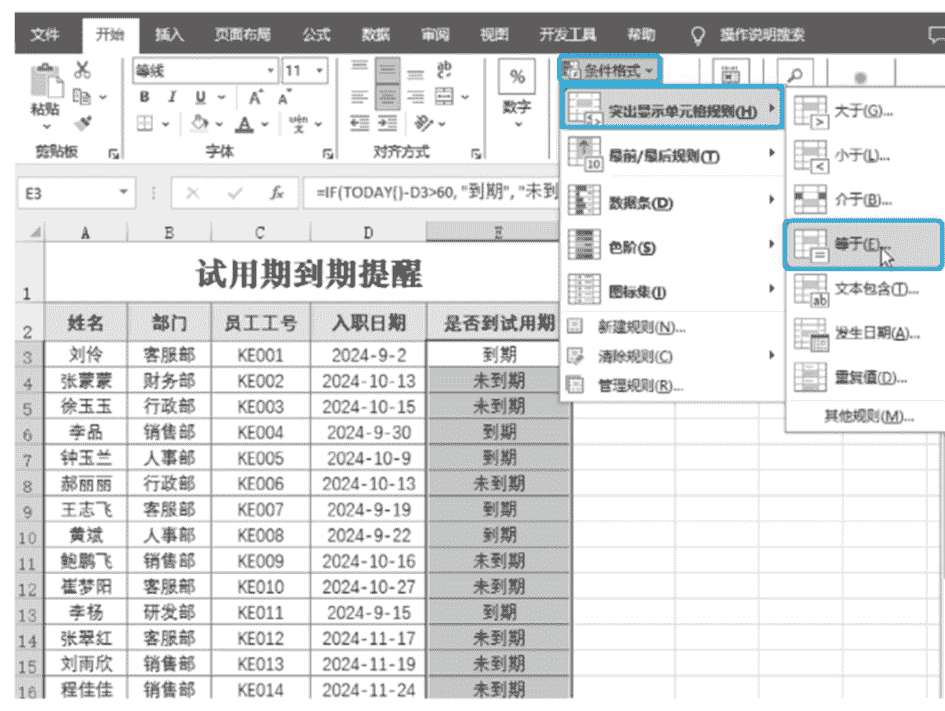 文件 开始 插入 页面布局 公式 数据 审阅 视图 开发工具 帮助 操作说明搜索
等线 11 ab % 条件格式
粘贴 B I U A A 数字
A wén
剪贴板 字体 对齐方式
突出显示单元格规则(H)
最前/最后规则(T)
数据条(D)
色阶(S)
图标集(I)
新建规则(N)...
清除规则(C)
管理规则(R)...
大于(G)...
小于(L)...
介于(B)...
等于(E)...
文本包含(T)...
发生日期(A)...
重复值(D)...
其他规则(M)...
E3 fx =IF(TODAY()-D3>60, "到期", "未到
A B C D E
1 试用期到期提醒
2 姓名 部门 员工工号 入职日期 是否到试用期
3 刘伶 客服部 KE001 2024-9-2 到期
4 张蒙蒙 财务部 KE002 2024-10-13 未到期
5 徐玉玉 行政部 KE003 2024-10-15 未到期
6 李品 销售部 KE004 2024-9-30 到期
7 钟玉兰 人事部 KE005 2024-10-9 到期
8 郝丽丽 行政部 KE006 2024-10-13 未到期
9 王志飞 客服部 KE007 2024-9-19 到期
10 黄斌 人事部 KE008 2024-9-22 到期
11 鲍鹏飞 销售部 KE009 2024-10-16 未到期
12 崔梦阳 客服部 KE010 2024-10-27 未到期
13 李杨 研发部 KE011 2024-9-15 到期
14 张翠红 客服部 KE012 2024-11-17 未到期
15 刘雨欣 销售部 KE013 2024-11-19 未到期
16 程佳佳 销售部 KE014 2024-11-24 未到期